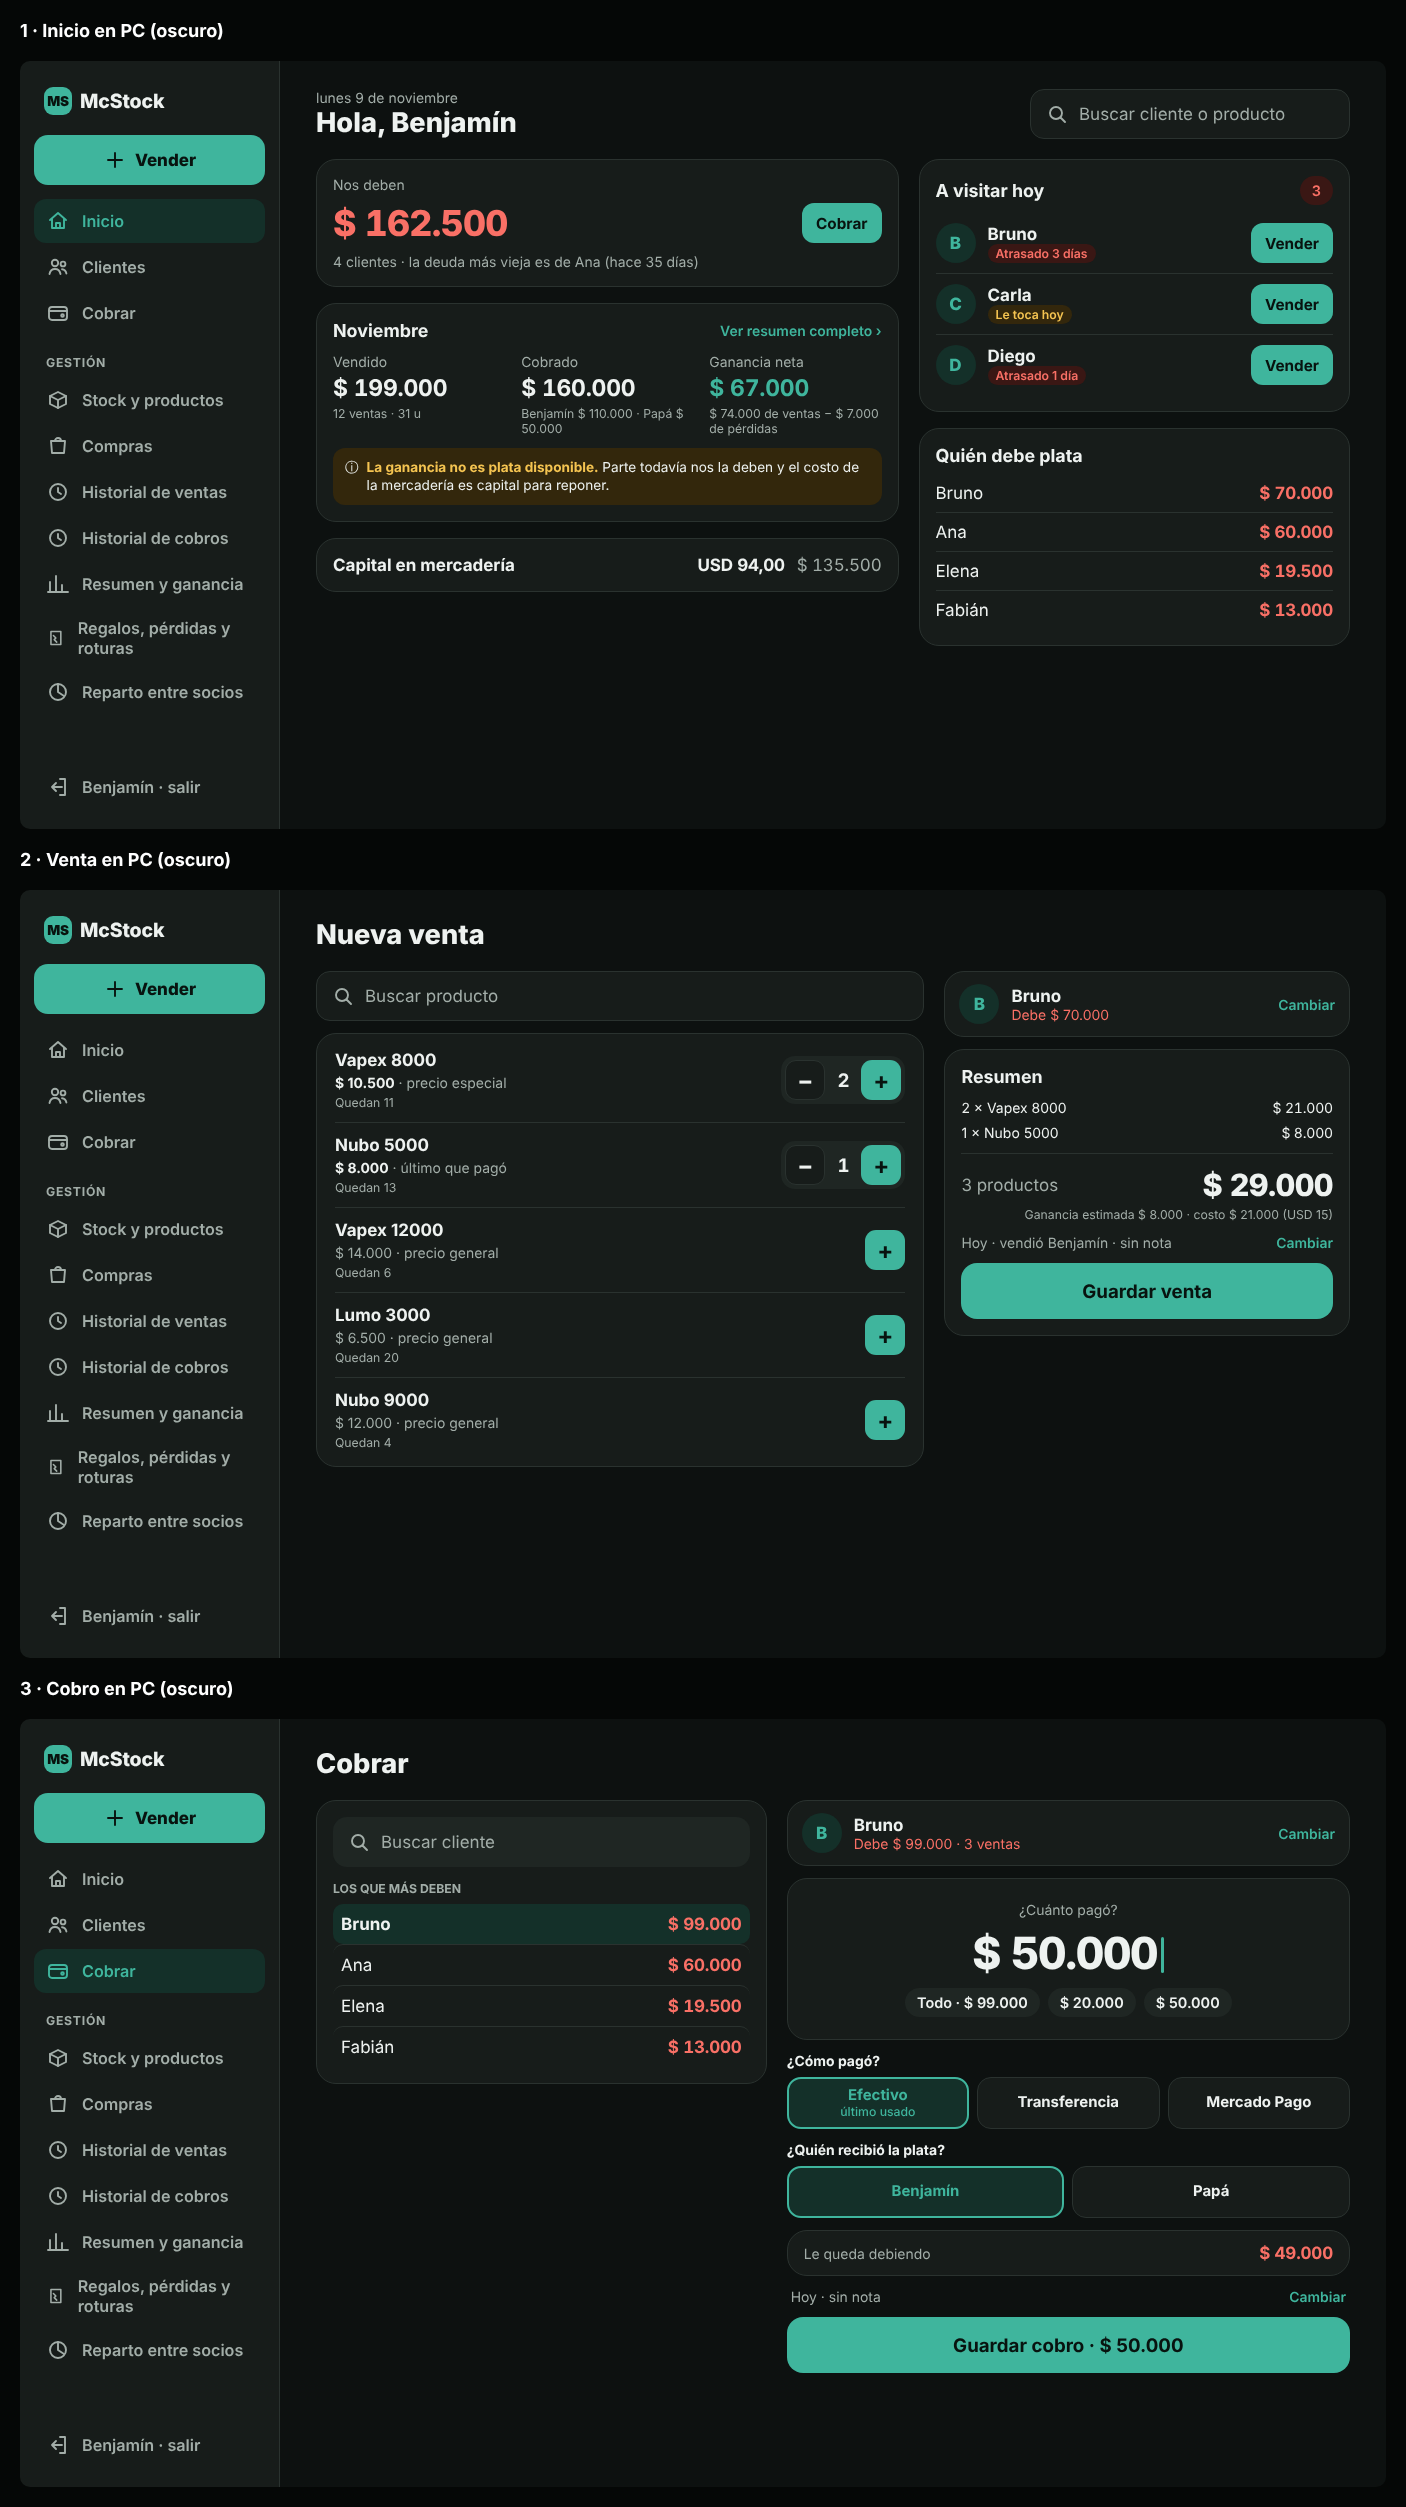 1 · Inicio en PC (oscuro)
MS McStock
+ Vender
Inicio
Clientes
Cobrar
GESTIÓN
Stock y productos
Compras
Historial de ventas
Historial de cobros
Resumen y ganancia
Regalos, pérdidas y
roturas
Reparto entre socios
Benjamín · salir
lunes 9 de noviembre
Hola, Benjamín
Buscar cliente o producto
Nos deben
$ 162.500
Cobrar
4 clientes · la deuda más vieja es de Ana (hace 35 días)
Noviembre
Ver resumen completo ›
Vendido
$ 199.000
12 ventas · 31 u
Cobrado
$ 160.000
Benjamín $ 110.000 · Papá $
50.000
Ganancia neta
$ 67.000
$ 74.000 de ventas − $ 7.000
de pérdidas
La ganancia no es plata disponible. Parte todavía nos la deben y el costo de
la mercadería es capital para reponer.
Capital en mercadería
USD 94,00 $ 135.500
A visitar hoy
3
B
Bruno
Atrasado 3 días
Vender
C
Carla
Le toca hoy
Vender
D
Diego
Atrasado 1 día
Vender
Quién debe plata
Bruno $ 70.000
Ana $ 60.000
Elena $ 19.500
Fabián $ 13.000
2 · Venta en PC (oscuro)
MS McStock
+ Vender
Inicio
Clientes
Cobrar
GESTIÓN
Stock y productos
Compras
Historial de ventas
Historial de cobros
Resumen y ganancia
Regalos, pérdidas y
roturas
Reparto entre socios
Benjamín · salir
Nueva venta
Buscar producto
Vapex 8000
$ 10.500 · precio especial
Quedan 11
− 2 +
Nubo 5000
$ 8.000 · último que pagó
Quedan 13
− 1 +
Vapex 12000
$ 14.000 · precio general
Quedan 6
+
Lumo 3000
$ 6.500 · precio general
Quedan 20
+
Nubo 9000
$ 12.000 · precio general
Quedan 4
+
B
Bruno
Debe $ 70.000
Cambiar
Resumen
2 × Vapex 8000 $ 21.000
1 × Nubo 5000 $ 8.000
3 productos $ 29.000
Ganancia estimada $ 8.000 · costo $ 21.000 (USD 15)
Hoy · vendió Benjamín · sin nota Cambiar
Guardar venta
3 · Cobro en PC (oscuro)
MS McStock
+ Vender
Inicio
Clientes
Cobrar
GESTIÓN
Stock y productos
Compras
Historial de ventas
Historial de cobros
Resumen y ganancia
Regalos, pérdidas y
roturas
Reparto entre socios
Benjamín · salir
Cobrar
Buscar cliente
LOS QUE MÁS DEBEN
Bruno $ 99.000
Ana $ 60.000
Elena $ 19.500
Fabián $ 13.000
B
Bruno
Debe $ 99.000 · 3 ventas
Cambiar
¿Cuánto pagó?
$ 50.000
Todo · $ 99.000 $ 20.000 $ 50.000
¿Cómo pagó?
Efectivo
último usado
Transferencia
Mercado Pago
¿Quién recibió la plata?
Benjamín
Papá
Le queda debiendo $ 49.000
Hoy · sin nota Cambiar
Guardar cobro · $ 50.000